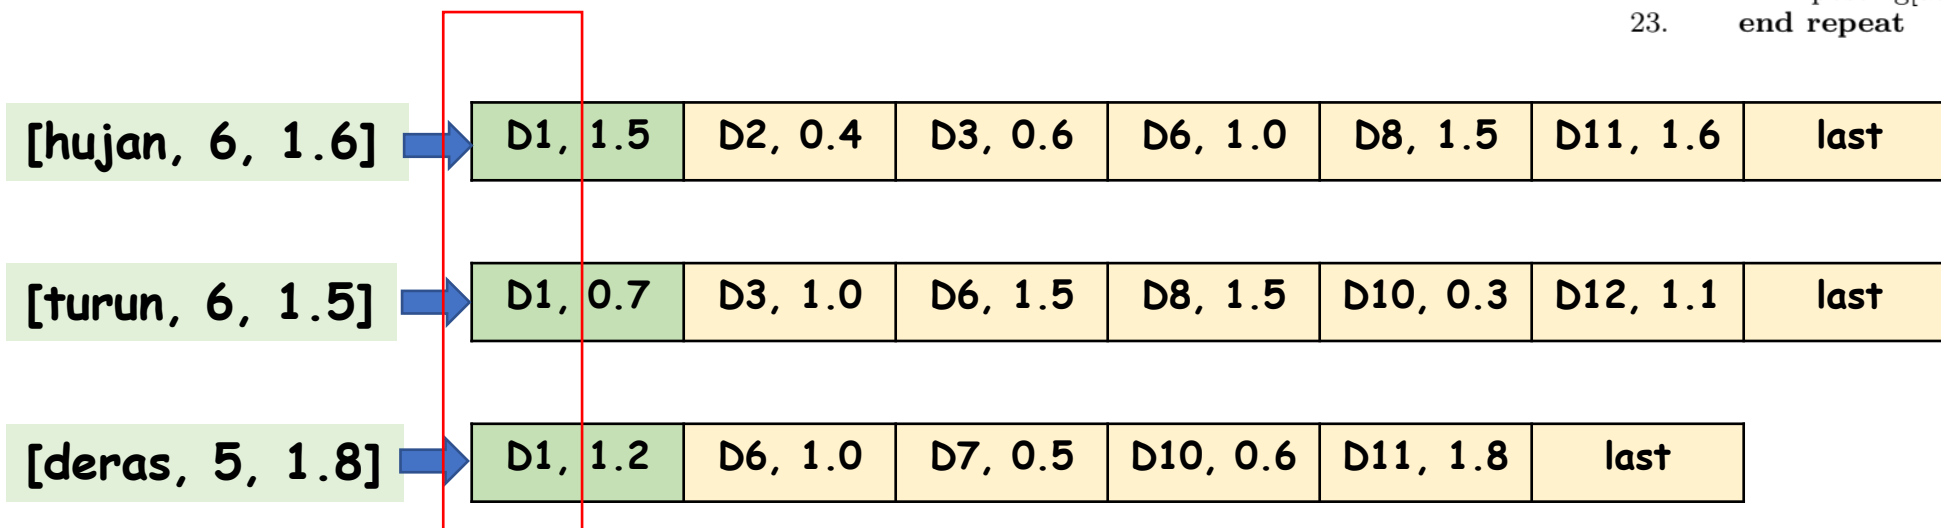 23. end repeat
[hujan, 6, 1.6] D1, 1.5 D2, 0.4 D3, 0.6 D6, 1.0 D8, 1.5 D11, 1.6 last
[turun, 6, 1.5] D1, 0.7 D3, 1.0 D6, 1.5 D8, 1.5 D10, 0.3 D12, 1.1 last
[deras, 5, 1.8] D1, 1.2 D6, 1.0 D7, 0.5 D10, 0.6 D11, 1.8 last